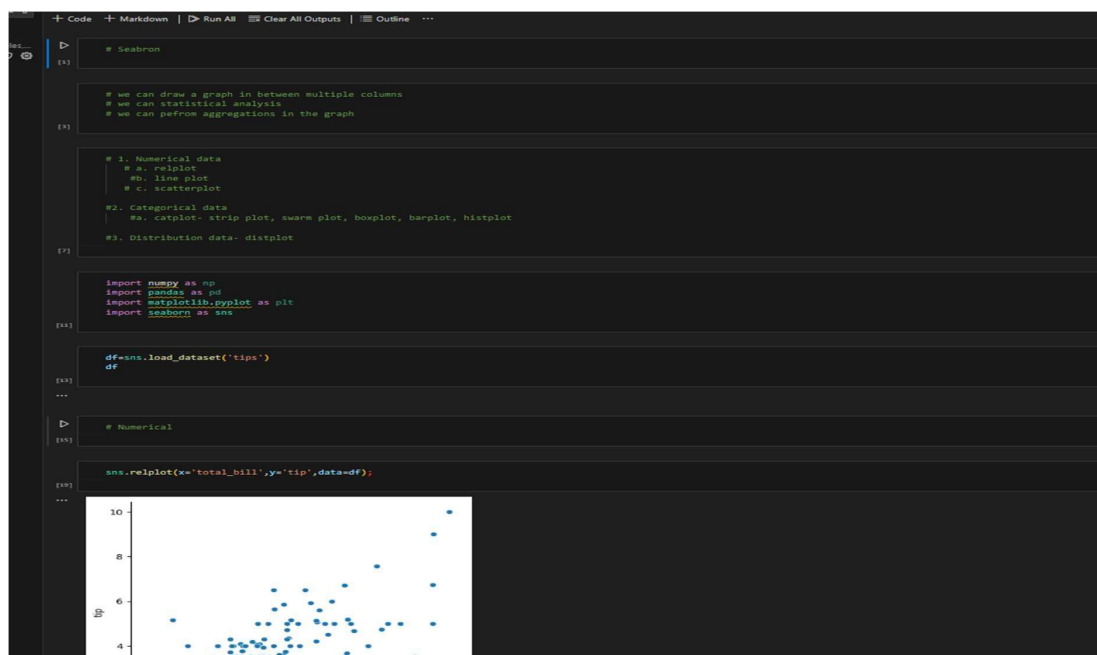 + Code + Markdown | Run All Clear All Outputs | Outline ...
les,...
# Seabron
[1]
# we can draw a graph in between multiple columns
# we can statistical analysis
# we can pefrom aggregations in the graph
[3]
# 1. Numerical data
# a. relplot
#b. line plot
# c. scatterplot
#2. Categorical data
#a. catplot- strip plot, swarm plot, boxplot, barplot, histplot
#3. Distribution data- distplot
[7]
import numpy as np
import pandas as pd
import matplotlib.pyplot as plt
import seaborn as sns
[11]
df=sns.load_dataset('tips')
df
[13]
...
# Numerical
[15]
sns.relplot(x='total_bill',y='tip',data=df);
[19]
...
10
8
6
tip
4